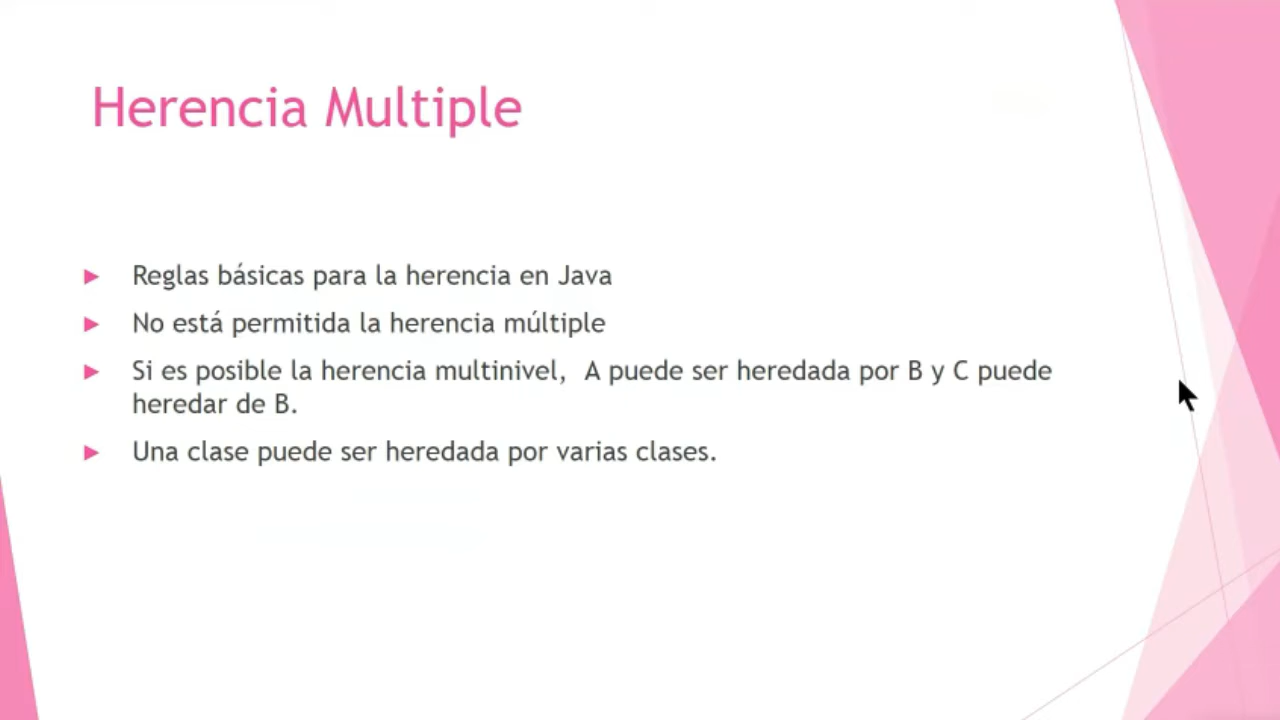 Herencia Multiple
Reglas básicas para la herencia en Java
No está permitida la herencia múltiple
Si es posible la herencia multinivel,  A puede ser heredada por B y C puede
heredar de B.
Una clase puede ser heredada por varias clases.